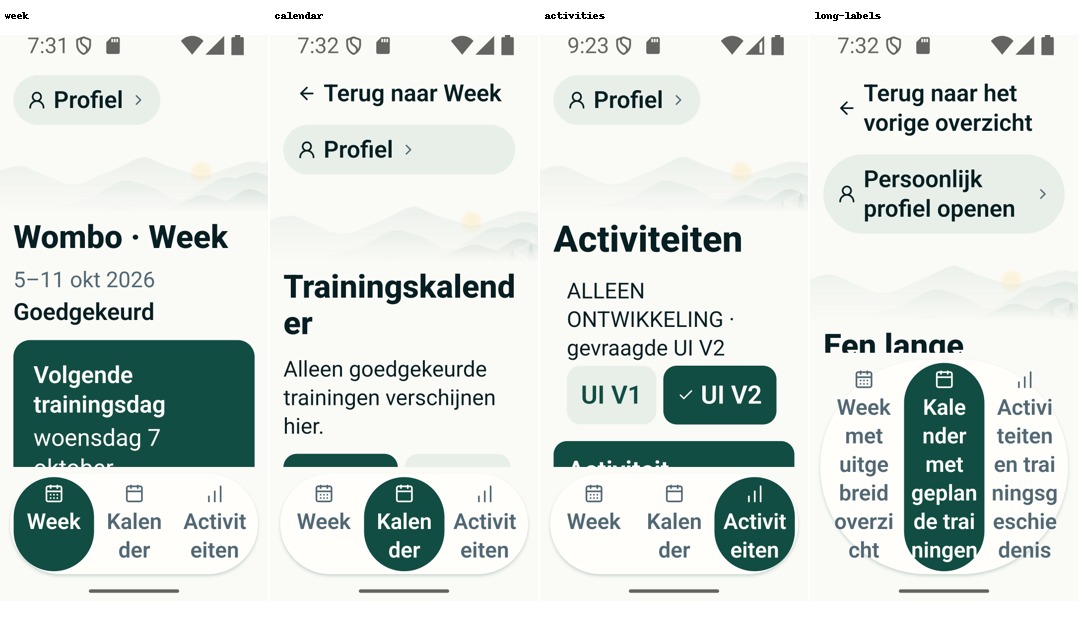 week
7:31
Profiel
Wombo · Week
5–11 okt 2026
Goedgekeurd
Volgende
trainingsdag
woensdag 7
oktober
Week
Kalen
der
Activit
eiten
calendar
7:32
Terug naar Week
Profiel
Trainingskalend
er
Alleen goedgekeurde
trainingen verschijnen
hier.
Week
Kalen
der
Activit
eiten
activities
9:23
Profiel
Activiteiten
ALLEEN
ONTWIKKELING ·
gevraagde UI V2
UI V1
UI V2
Activiteit
Week
Kalen
der
Activit
eiten
long-labels
7:32
Terug naar het
vorige overzicht
Persoonlijk
profiel openen
Een lange
Week
met
uitge
breid
overzi
cht
Kale
nder
met
geplan
de trai
ningen
Activi
teiten
en trai
ningsg
eschie
denis